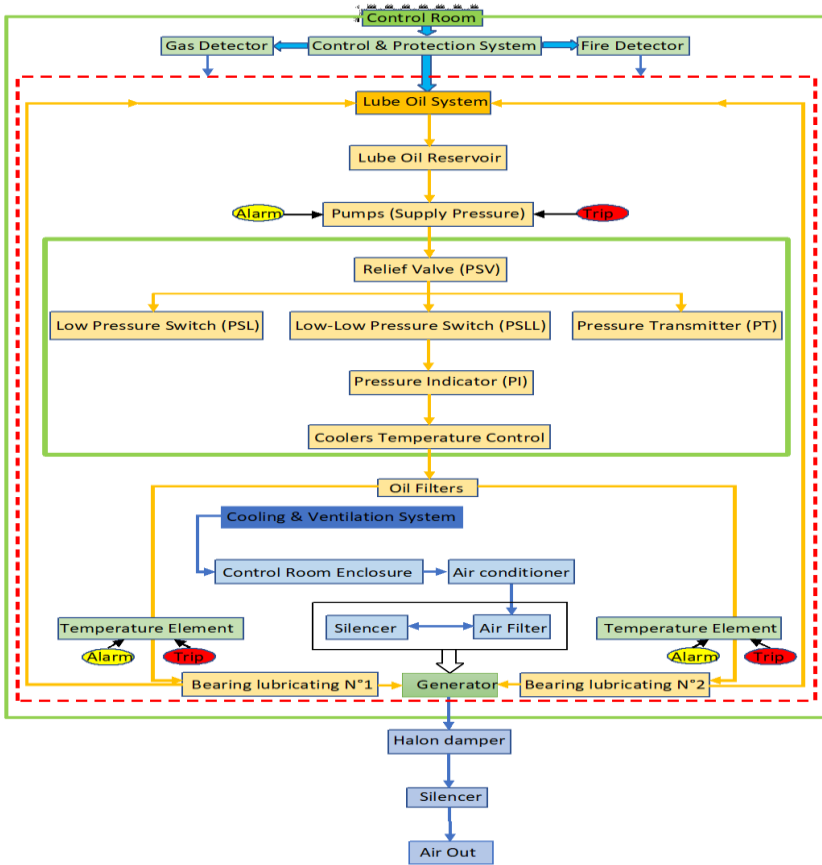 Control Room
Gas Detector
Control & Protection System
Fire Detector
Lube Oil System
Lube Oil Reservoir
Alarm
Pumps (Supply Pressure)
Trip
Relief Valve (PSV)
Low Pressure Switch (PSL)
Low-Low Pressure Switch (PSLL)
Pressure Transmitter (PT)
Pressure Indicator (PI)
Coolers Temperature Control
Oil Filters
Cooling & Ventilation System
Control Room Enclosure
Air conditioner
Silencer
Air Filter
Temperature Element
Temperature Element
Alarm
Trip
Alarm
Trip
Bearing lubricating N°1
Generator
Bearing lubricating N°2
Halon damper
Silencer
Air Out